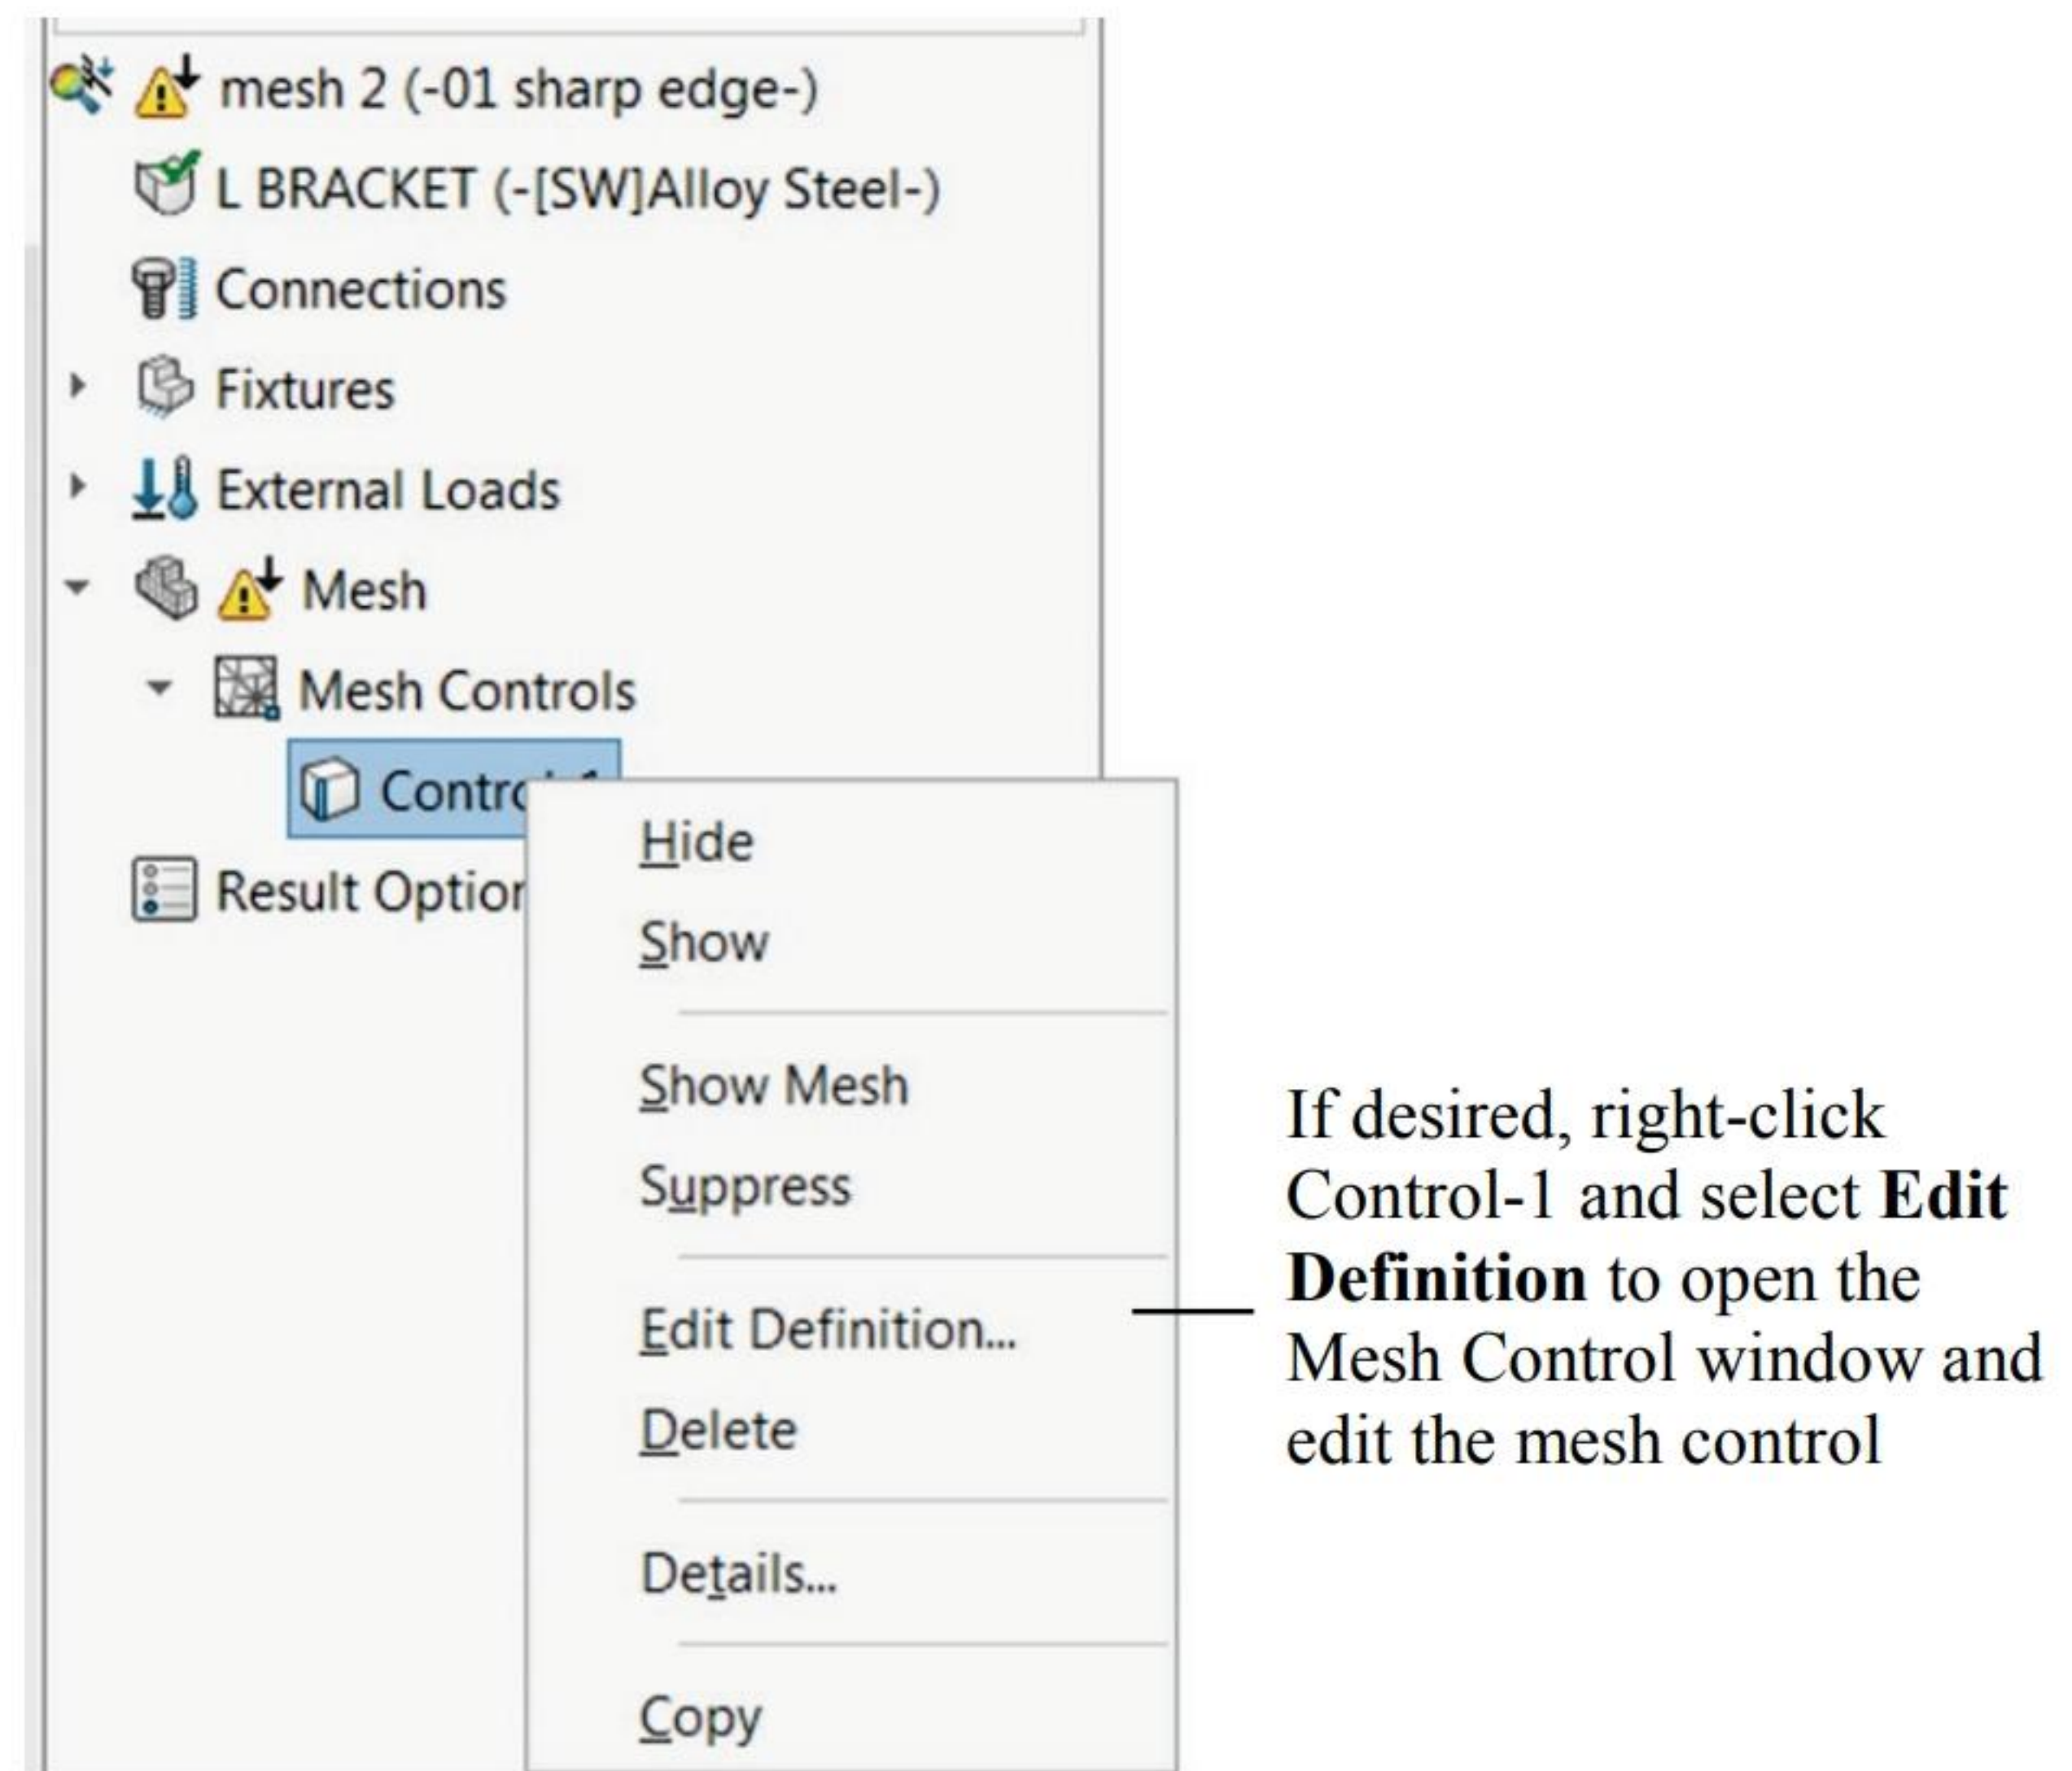 mesh 2 (-01 sharp edge-)
L BRACKET (-[SW]Alloy Steel-)
Connections
Fixtures
External Loads
Mesh
Mesh Controls
Hide
Show
Show Mesh
Suppress
Edit Definition...
Delete
Details...
Copy
Result
If desired, right-click
Control-1 and select Edit
Definition to open the
Mesh Control window and
edit the mesh control